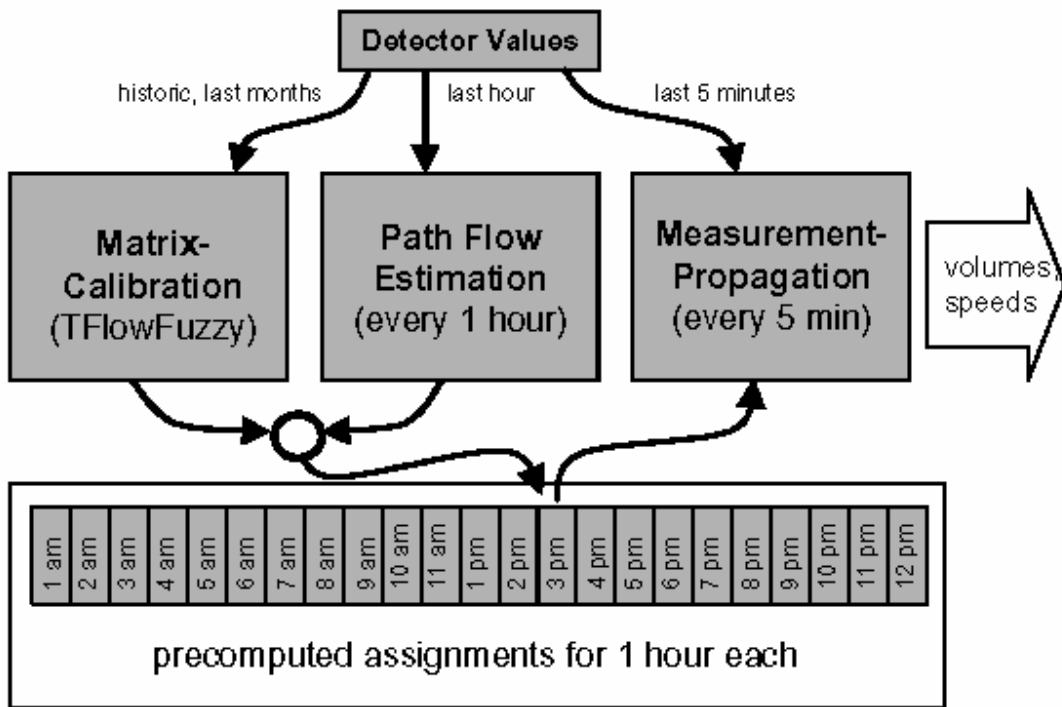 Detector Values
historic, last months
last hour
last 5 minutes
Matrix-
Calibration
(TFlowFuzzy)
Path Flow
Estimation
(every 1 hour)
Measurement-
Propagation
(every 5 min)
volumes,
speeds
1 am
2 am
3 am
4 am
5 am
6 am
7 am
8 am
9 am
10 am
11 am
1 pm
2 pm
3 pm
4 pm
5 pm
6 pm
7 pm
8 pm
9 pm
10 pm
11 pm
12 pm
precomputed assignments for 1 hour each